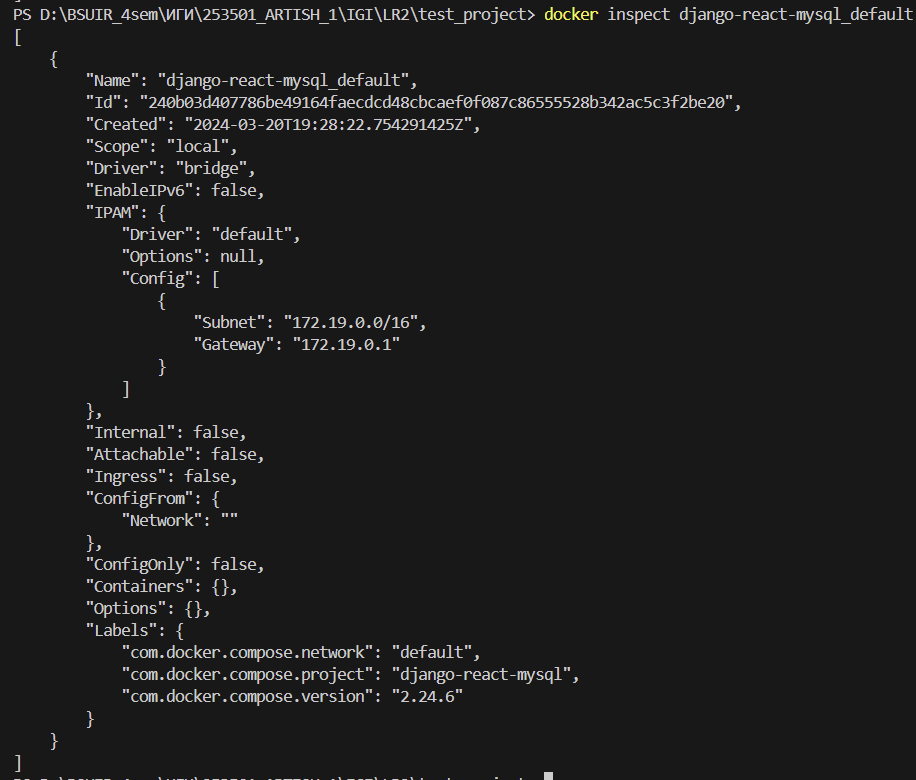 PS D:\BSUIR_4sem\ИГИ\253501_ARTISH_1\IGI\LR2\test_project> docker inspect django-react-mysql_default
[
    {
        "Name": "django-react-mysql_default",
        "Id": "240b03d407786be49164faecdcd48cbcaef0f087c86555528b342ac5c3f2be20",
        "Created": "2024-03-20T19:28:22.754291425Z",
        "Scope": "local",
        "Driver": "bridge",
        "EnableIPv6": false,
        "IPAM": {
            "Driver": "default",
            "Options": null,
            "Config": [
                {
                    "Subnet": "172.19.0.0/16",
                    "Gateway": "172.19.0.1"
                }
            ]
        },
        "Internal": false,
        "Attachable": false,
        "Ingress": false,
        "ConfigFrom": {
            "Network": ""
        },
        "ConfigOnly": false,
        "Containers": {},
        "Options": {},
        "Labels": {
            "com.docker.compose.network": "default",
            "com.docker.compose.project": "django-react-mysql",
            "com.docker.compose.version": "2.24.6"
        }
    }
]